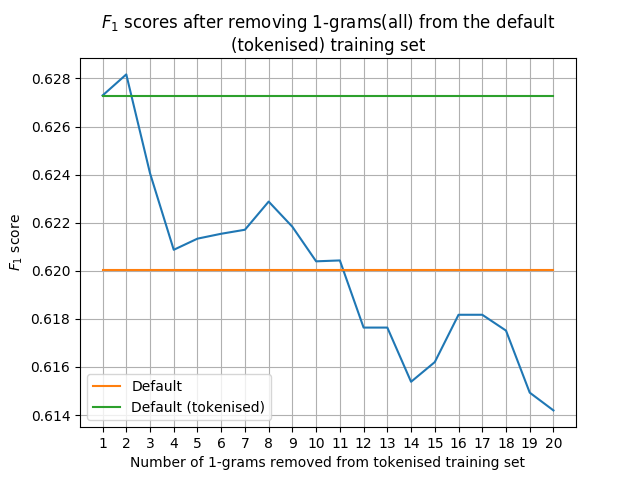 F₁ scores after removing 1-grams(all) from the default
(tokenised) training set
F₁ score
0.628
0.626
0.624
0.622
0.620
0.618
0.616
0.614
Default
Default (tokenised)
1 2 3 4 5 6 7 8 9 10 11 12 13 14 15 16 17 18 19 20
Number of 1-grams removed from tokenised training set